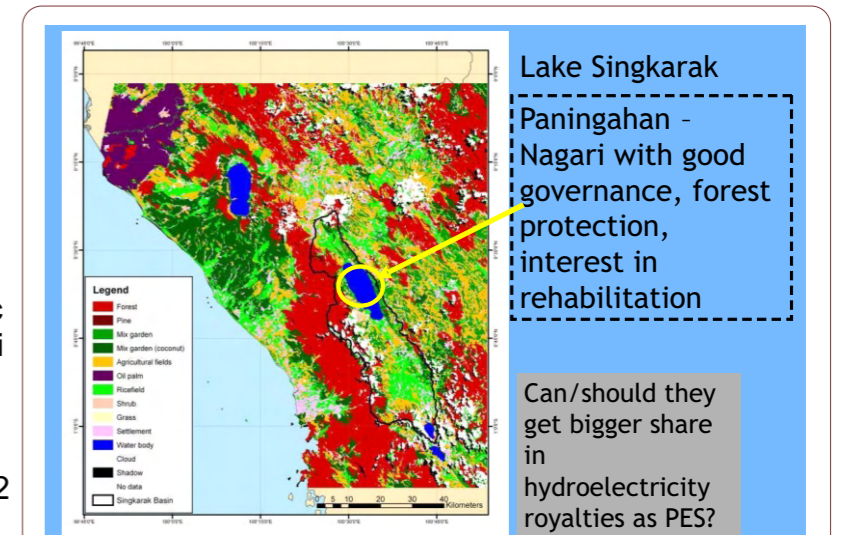 Lake Singkarak
Paningahan –
Nagari with good
governance, forest
protection,
interest in
rehabilitation
Can/should they
get bigger share
in
hydroelectricity
royalties as PES?
Legend
Forest
Pine
Mix garden
Mix garden (coconut)
Agricultural fields
Oil palm
Ricefield
Shrub
Grass
Settlement
Water body
Cloud
Shadow
No data
Singkarak Basin
0 5 10 20 30 40
Kilometers
c
i
2